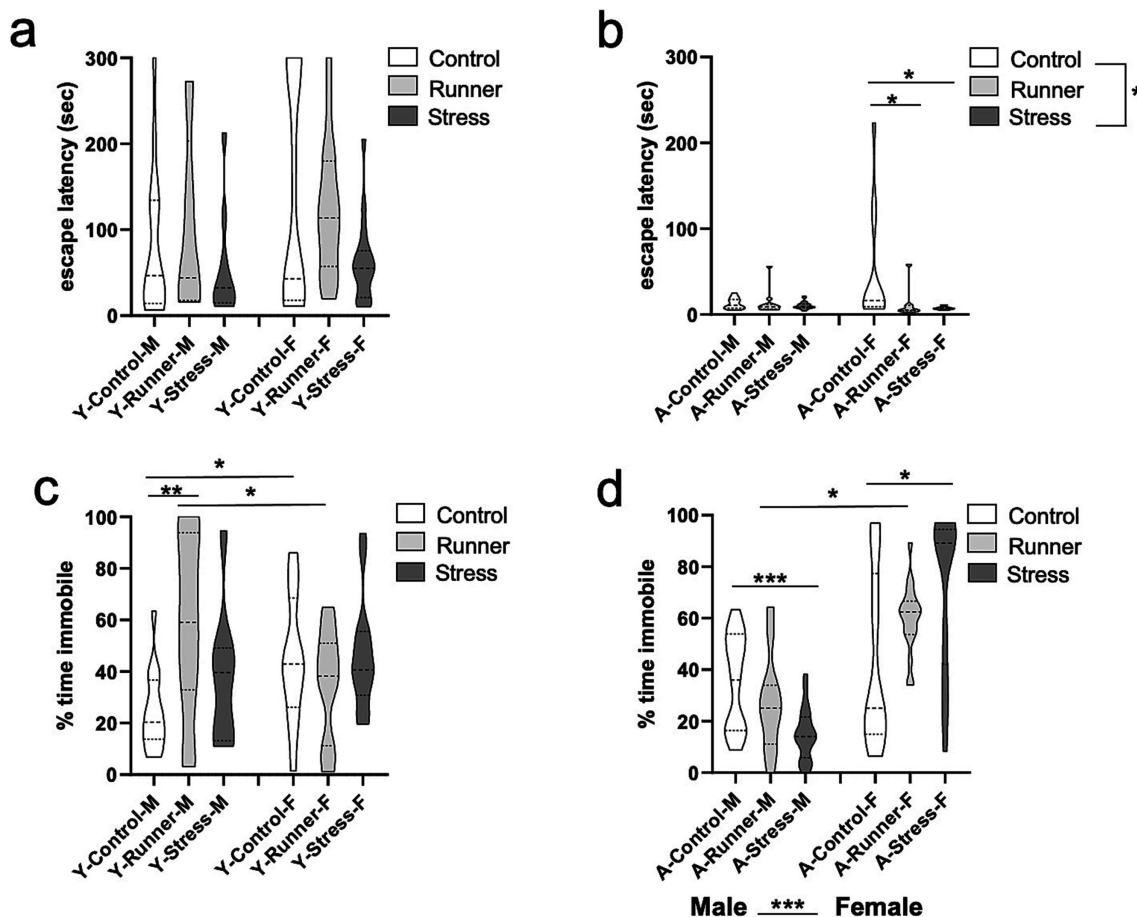 a
300
200
100
0
escape latency (sec)
Control
Runner
Stress
Y-Control-M
Y-Runner-M
Y-Stress-M
Y-Control-F
Y-Runner-F
Y-Stress-F
b
300
200
100
0
escape latency (sec)
*
*
Control
Runner
Stress
*
A-Control-M
A-Runner-M
A-Stress-M
A-Control-F
A-Runner-F
A-Stress-F
c
*
**
*
100
80
60
40
20
0
% time immobile
Control
Runner
Stress
Y-Control-M
Y-Runner-M
Y-Stress-M
Y-Control-F
Y-Runner-F
Y-Stress-F
d
*
*
***
100
80
60
40
20
0
% time immobile
Control
Runner
Stress
A-Control-M
A-Runner-M
A-Stress-M
A-Control-F
A-Runner-F
A-Stress-F
Male *** Female